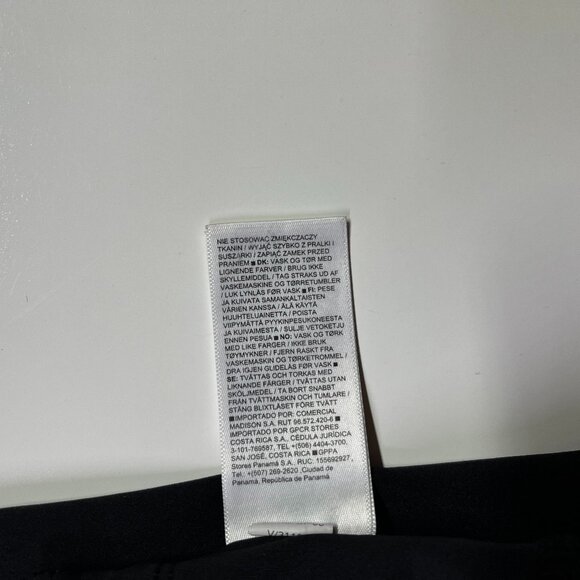 NIE STOSOWAĆ ZMIĘKCZACZY
TKANIN / WYJĄĆ SZYBKO Z PRALKI I
SUSZARKI / ZAPIĄĆ ZAMEK PRZED
PRANIEM ■ DK: VASK OG TØR MED
LIGNENDE FARVER / BRUG IKKE
SKYLLEMIDDEL / TAG STRAKS UD AF
VASKEMASKINE OG TØRRETUMBLER
/ LUK LYNLÅS FØR VASK ■ FI: PESE
JA KUIVATA SAMANKALTAISTEN
VÄRIEN KANSSA / ÄLÄ KÄYTÄ
HUUHTELUAINETTA / POISTA
VIIPYMÄTTÄ PYYKINPESUKONEESTA
JA KUIVAIMESTA / SULJE VETOKETJU
ENNEN PESUA ■ NO: VASK OG TØRK
MED LIKE FARGER / IKKE BRUK
TØYMYKNER / FJERN RASKT FRA
VASKEMASKIN OG TØRKETROMMEL /
DRA IGJEN GLIDELÅS FØR VASK ■
SE: TVÄTTAS OCH TORKAS MED
LIKNANDE FÄRGER / TVÄTTAS UTAN
SKÖLJMEDEL / TA BORT SNABBT
FRÅN TVÄTTMASKIN OCH TUMLARE /
STÄNG BLIXTLÅSET FÖRE TVÄTT
■IMPORTADO POR: COMERCIAL
MADISON S.A. RUT 96.572.420-6 ■
IMPORTADO POR GPCR STORES
COSTA RICA S.A., CÉDULA JURÍDICA
3-101-769587, TEL: (506) 4404-3700,
SAN JOSÉ, COSTA RICA ■GPPA
Stores Panamá S.A., RUC: 155692927,
Tel: +(507) 269-2620 ,Ciudad de
Panamá, República de Panamá